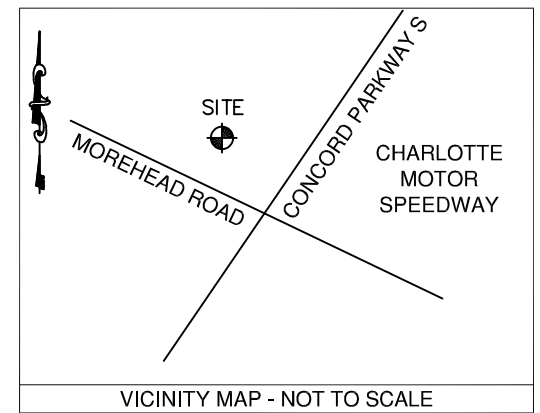 SITE
MOREHEAD ROAD
CONCORD PARKWAY S
CHARLOTTE
MOTOR
SPEEDWAY
VICINITY MAP - NOT TO SCALE